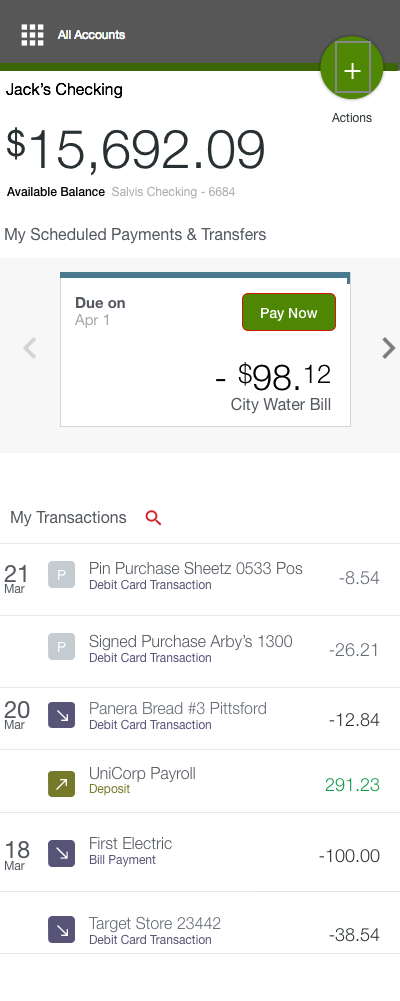 All Accounts
+
Actions
Jack's Checking
$15,692.09
Available Balance Salvis Checking - 6684
My Scheduled Payments & Transfers
Due on
Apr 1
Pay Now
- $98.12
City Water Bill
My Transactions
21
Mar
P
Pin Purchase Sheetz 0533 Pos
Debit Card Transaction
-8.54
P
Signed Purchase Arby's 1300
Debit Card Transaction
-26.21
20
Mar
Panera Bread #3 Pittsford
Debit Card Transaction
-12.84
UniCorp Payroll
Deposit
291.23
18
Mar
First Electric
Bill Payment
-100.00
Target Store 23442
Debit Card Transaction
-38.54